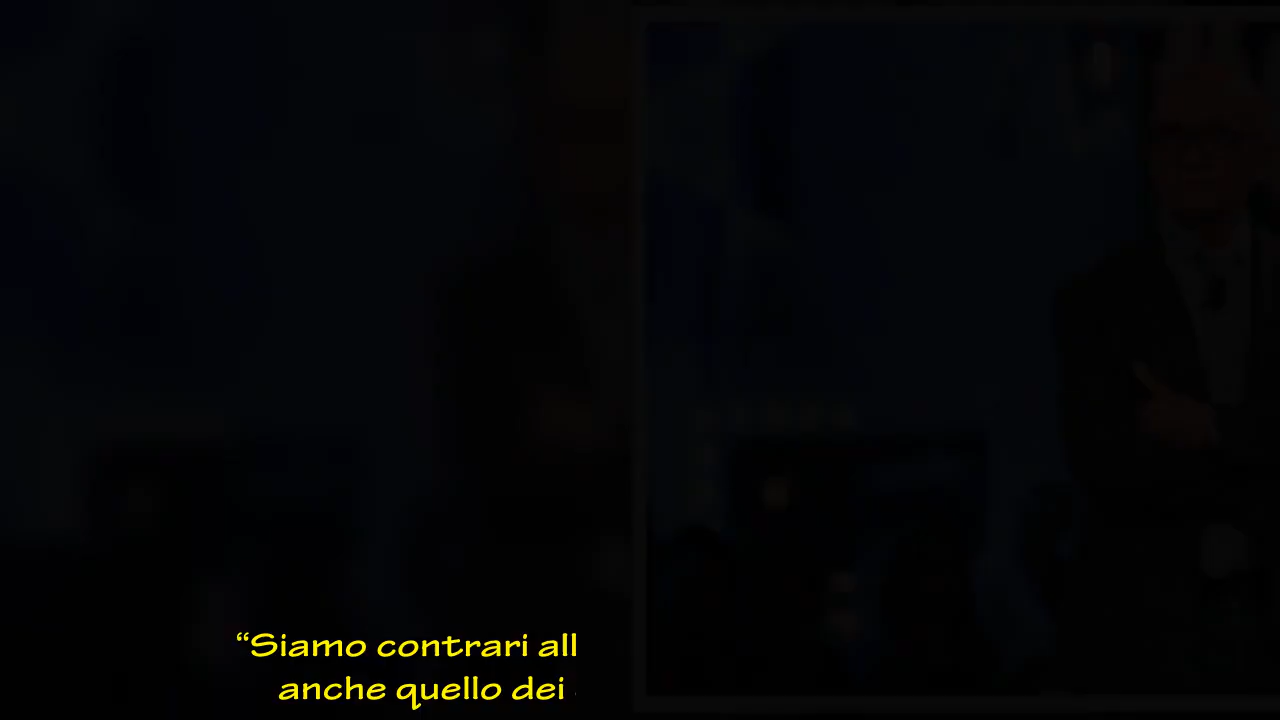 “Siamo contrari all
anche quello dei